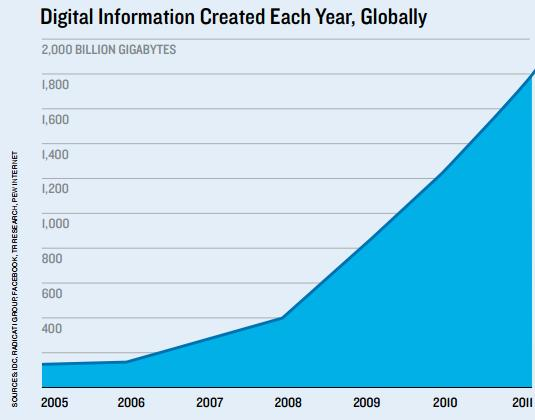 Digital Information Created Each Year, Globally
2,000 BILLION GIGABYTES
1,800
1,600
1,400
1,200
1,000
800
600
400
2005 2006 2007 2008 2009 2010 2011
SOURCES: IDC, RADICATI GROUP, FACEBOOK, TR RESEARCH, PEW INTERNET